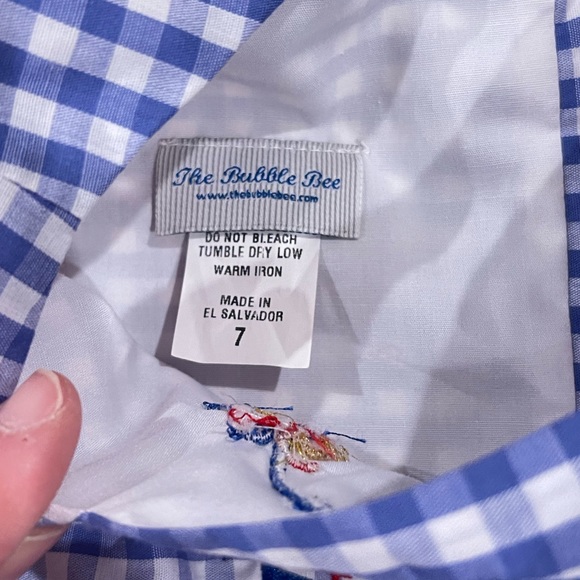 The Bubble Bee
www.thebubblebee.com
DO NOT BLEACH
TUMBLE DRY LOW
WARM IRON
MADE IN
EL SALVADOR
7